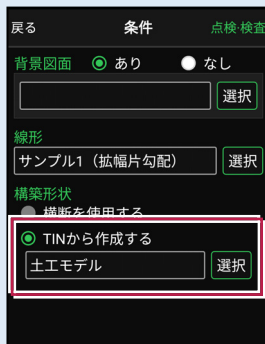 戻る 条件 点検・検査
背景図面 あり なし
選択
線形
サンプル1（拡幅片勾配） 選択
構築形状
横断を使用する
TINから作成する
土工モデル 選択